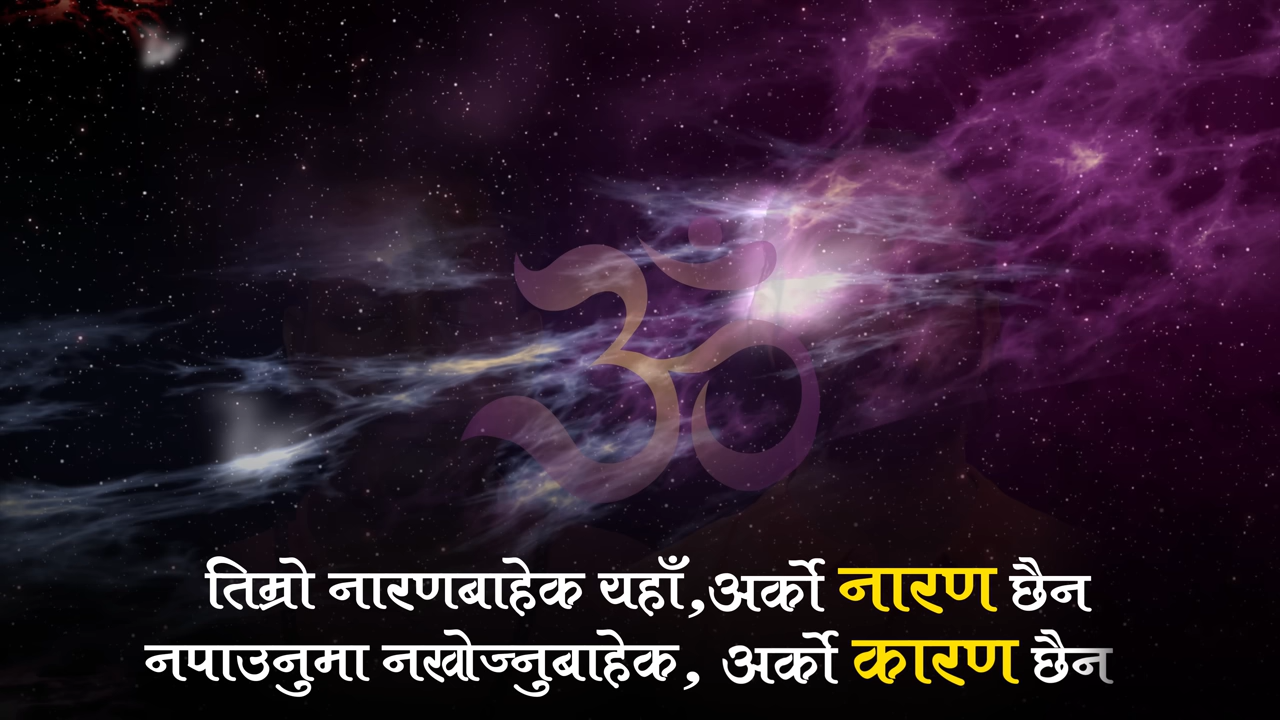 ॐ
तिम्रो नारणबाहेक यहाँ,अर्को नारण छैन
नपाउनुमा नखोज्नुबाहेक, अर्को कारण छैन